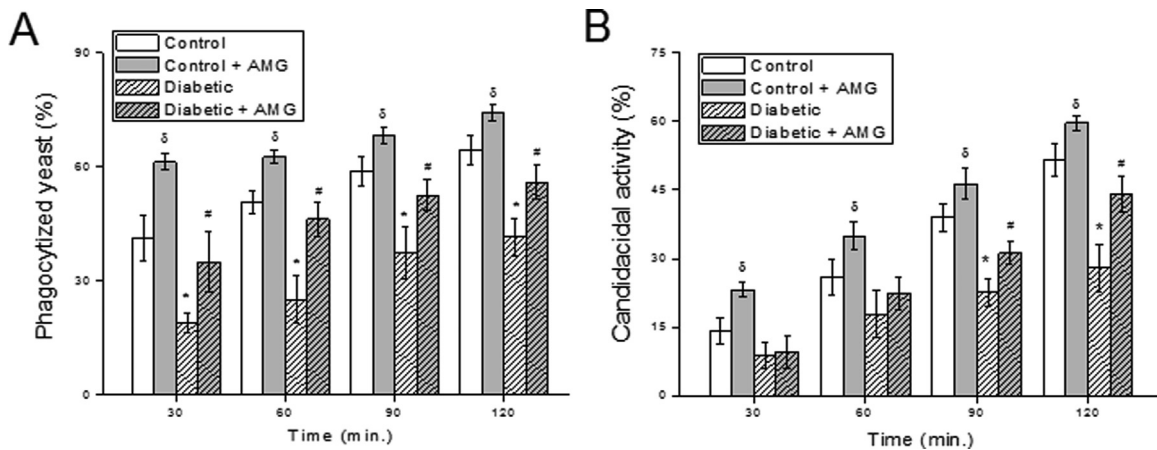 A
Phagocytized yeast (%)
90
60
30
0
Control
Control + AMG
Diabetic
Diabetic + AMG
δ
δ
δ
δ
#
#
#
#
*
*
*
*
30
60
90
120
Time (min.)
B
Candidacidal activity (%)
75
60
45
30
15
0
Control
Control + AMG
Diabetic
Diabetic + AMG
δ
δ
δ
δ
*
#
*
#
30
60
90
120
Time (min.)